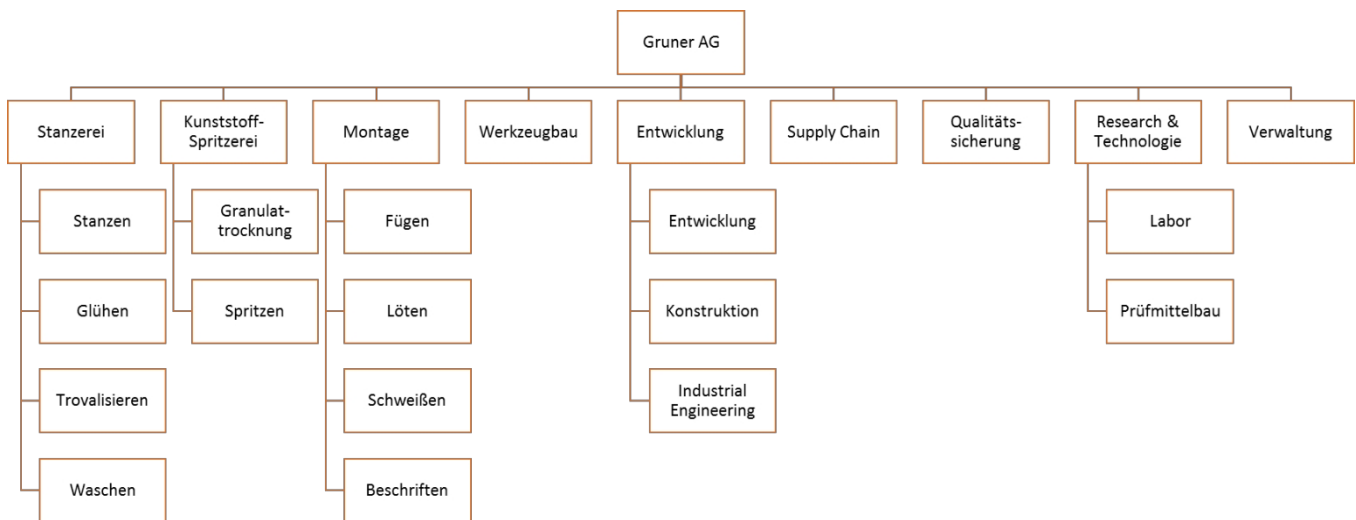 Gruner AG
Stanzerei
Kunststoff-
Spritzerei
Montage
Werkzeugbau
Entwicklung
Supply Chain
Qualitäts-
sicherung
Research &
Technologie
Verwaltung
Stanzen
Granulat-
trocknung
Fügen
Entwicklung
Labor
Glühen
Spritzen
Löten
Konstruktion
Prüfmittelbau
Trovalisieren
Schweißen
Industrial
Engineering
Waschen
Beschriften